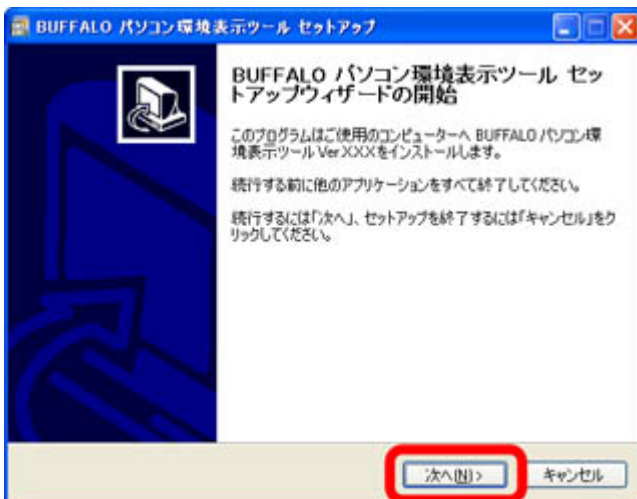 BUFFALO パソコン環境表示ツール セットアップ
BUFFALO パソコン環境表示ツール セッ
トアップウィザードの開始
このプログラムはご使用のコンピューターへ BUFFALO パソコン環
境表示ツール Ver.XXXをインストールします。
続行する前に他のアプリケーションをすべて終了してください。
続行するには「次へ」、セットアップを終了するには「キャンセル」をク
リックしてください。
次へ(N)>
キャンセル